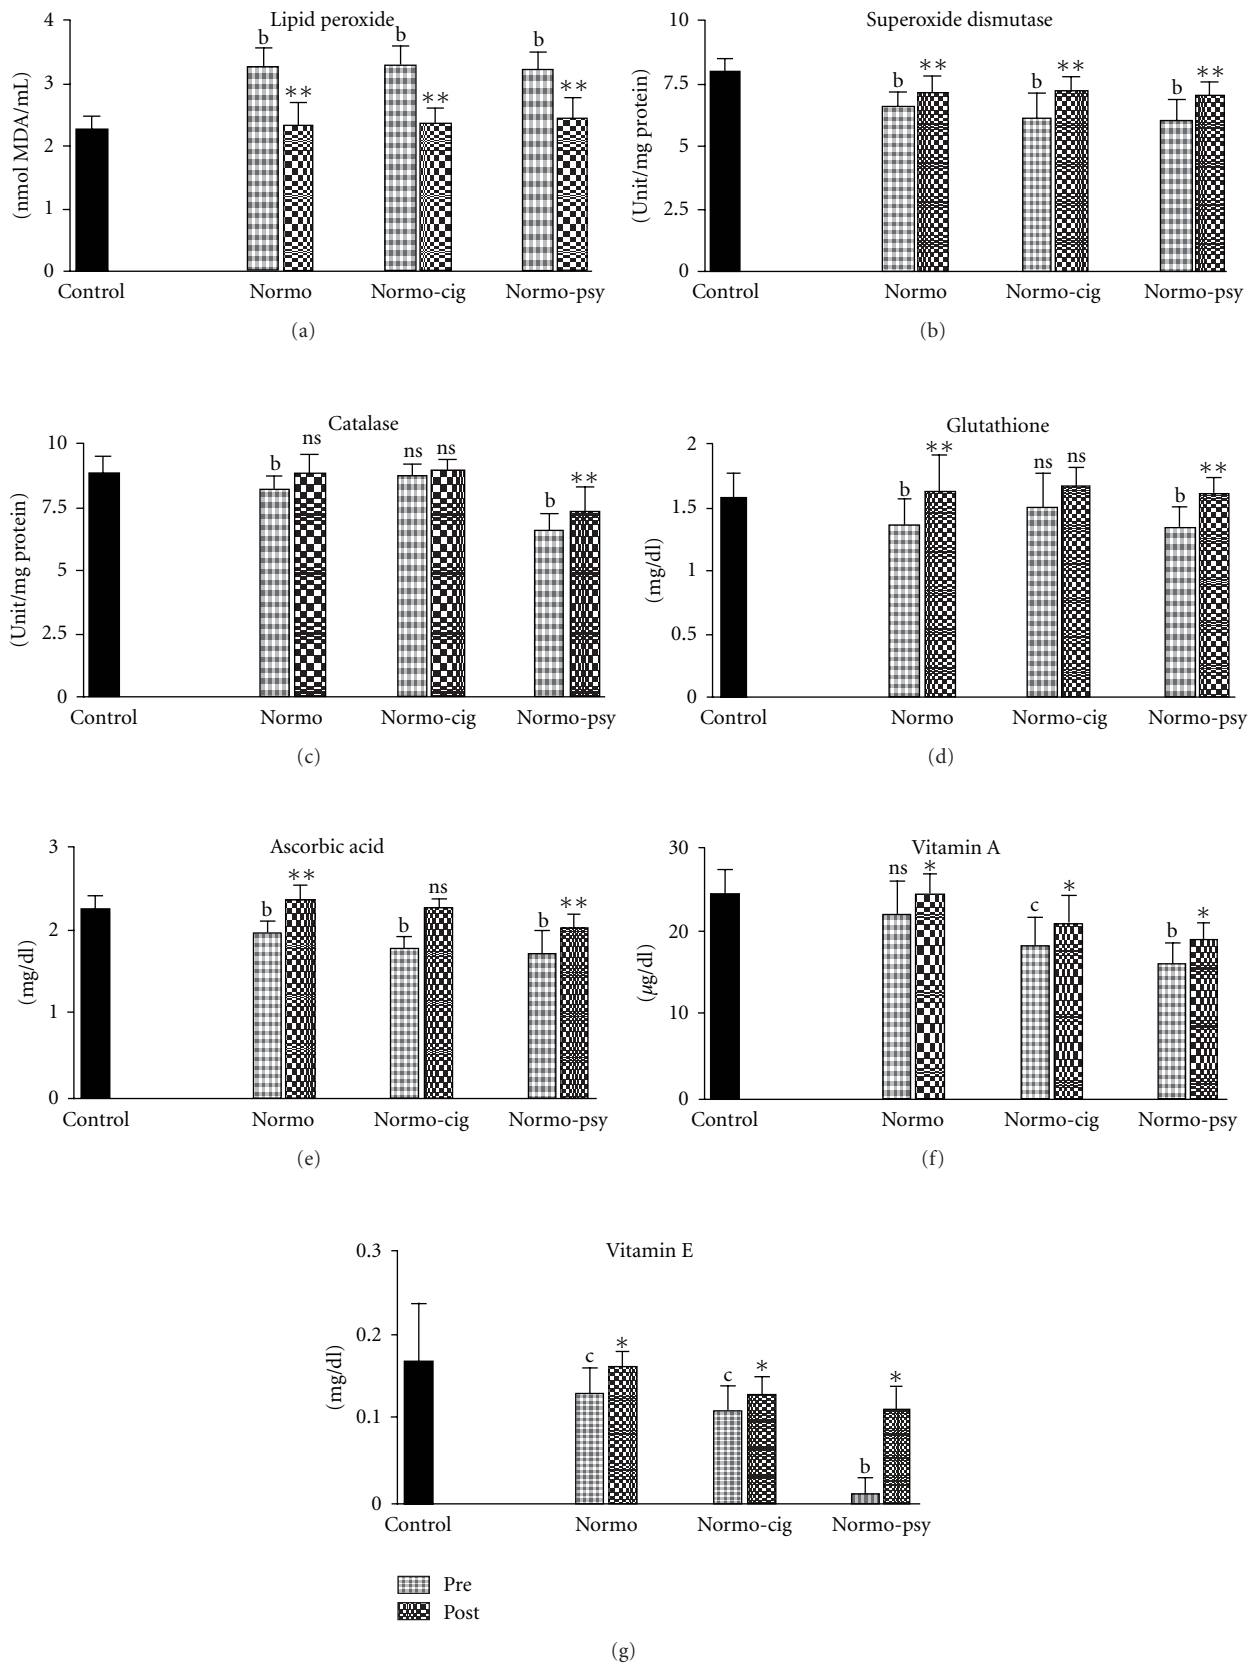 Lipid peroxide
(nmol MDA/mL)
4
3
2
1
0
b
**
b
**
b
**
Control Normo Normo-cig Normo-psy
(a)
Superoxide dismutase
(Unit/mg protein)
10
7.5
5
2.5
0
b
**
b
**
b
**
Control Normo Normo-cig Normo-psy
(b)
Catalase
(Unit/mg protein)
10
7.5
5
2.5
0
b
ns
ns
ns
b
**
Control Normo Normo-cig Normo-psy
(c)
Glutathione
(mg/dl)
2
1.5
1
0.5
0
b
**
ns
ns
b
**
Control Normo Normo-cig Normo-psy
(d)
Ascorbic acid
(mg/dl)
3
2
1
0
b
**
b
ns
b
**
Control Normo Normo-cig Normo-psy
(e)
Vitamin A
(μg/dl)
30
20
10
0
ns
*
c
*
b
*
Control Normo Normo-cig Normo-psy
(f)
Vitamin E
(mg/dl)
0.3
0.2
0.1
0
c
*
c
*
b
*
Control Normo Normo-cig Normo-psy
Pre
Post
(g)